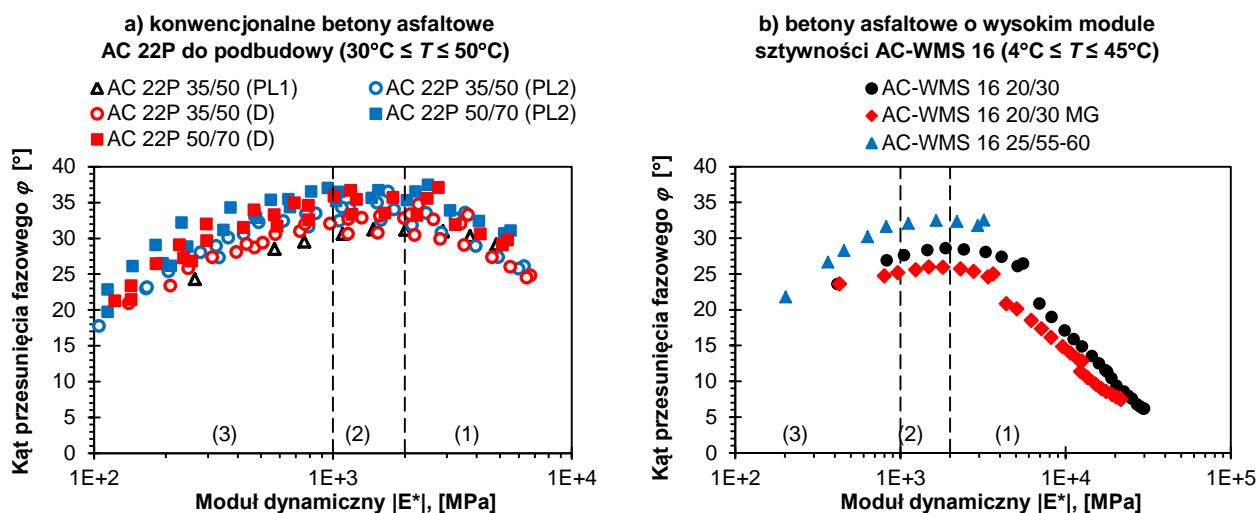 a) konwencjonalne betony asfaltowe
AC 22P do podbudowy (30°C ≤ T ≤ 50°C)
AC 22P 35/50 (PL1)
AC 22P 35/50 (PL2)
AC 22P 35/50 (D)
AC 22P 50/70 (PL2)
AC 22P 50/70 (D)
Kąt przesunięcia fazowego φ [°]
40
35
30
25
20
15
10
5
0
(3)
(2)
(1)
1E+2
1E+3
1E+4
Moduł dynamiczny |E*|, [MPa]
b) betony asfaltowe o wysokim module
sztywności AC-WMS 16 (4°C ≤ T ≤ 45°C)
AC-WMS 16 20/30
AC-WMS 16 20/30 MG
AC-WMS 16 25/55-60
Kąt przesunięcia fazowego φ [°]
40
35
30
25
20
15
10
5
0
(3)
(2)
(1)
1E+2
1E+3
1E+4
1E+5
Moduł dynamiczny |E*|, [MPa]